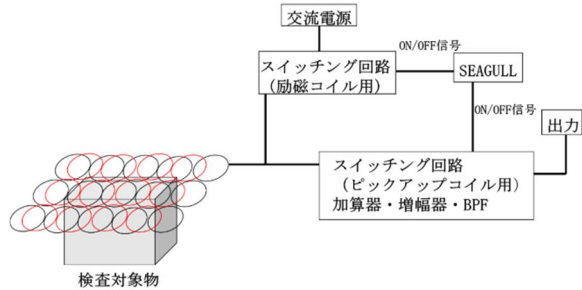 交流電源
ON/OFF信号
スイッチング回路
(励磁コイル用)
SEAGULL
ON/OFF信号
出力
スイッチング回路
(ピックアップコイル用)
加算器・増幅器・BPF
検査対象物